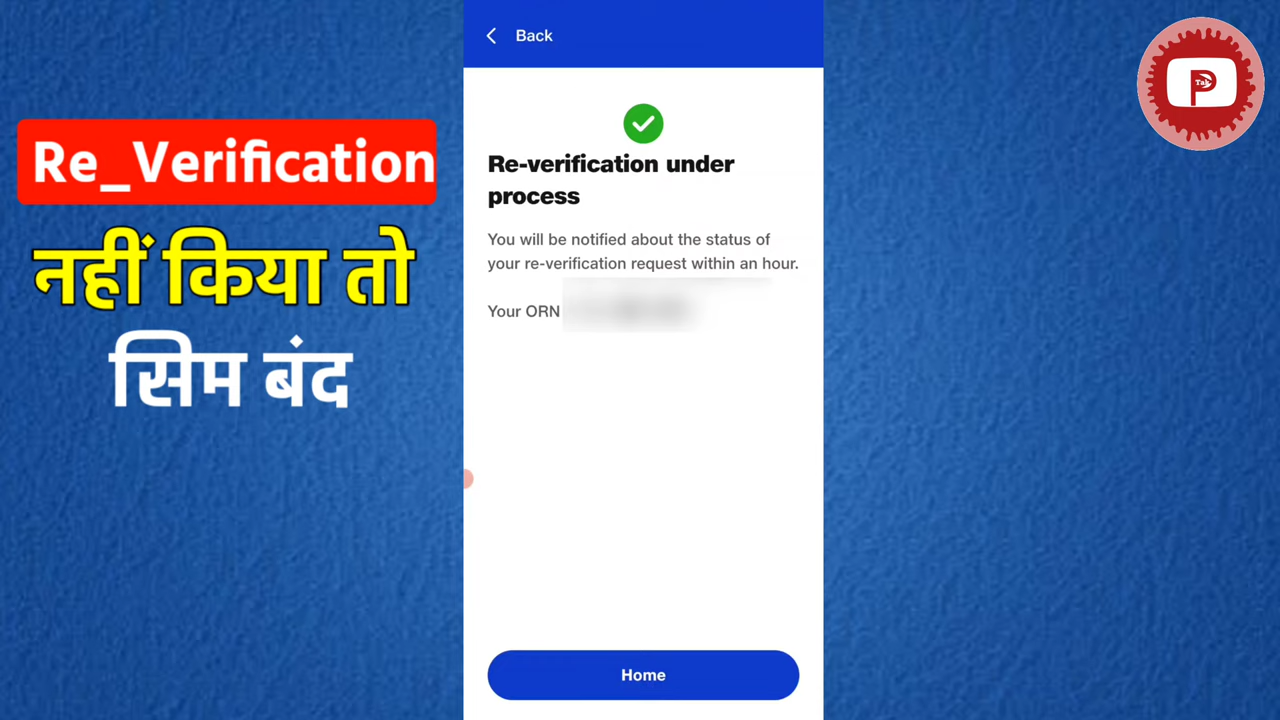 Re_Verification
नहीं किया तो
सिम बंद
Back
Re-verification under
process
You will be notified about the status of
your re-verification request within an hour.
Your ORN
Home
P
Tak